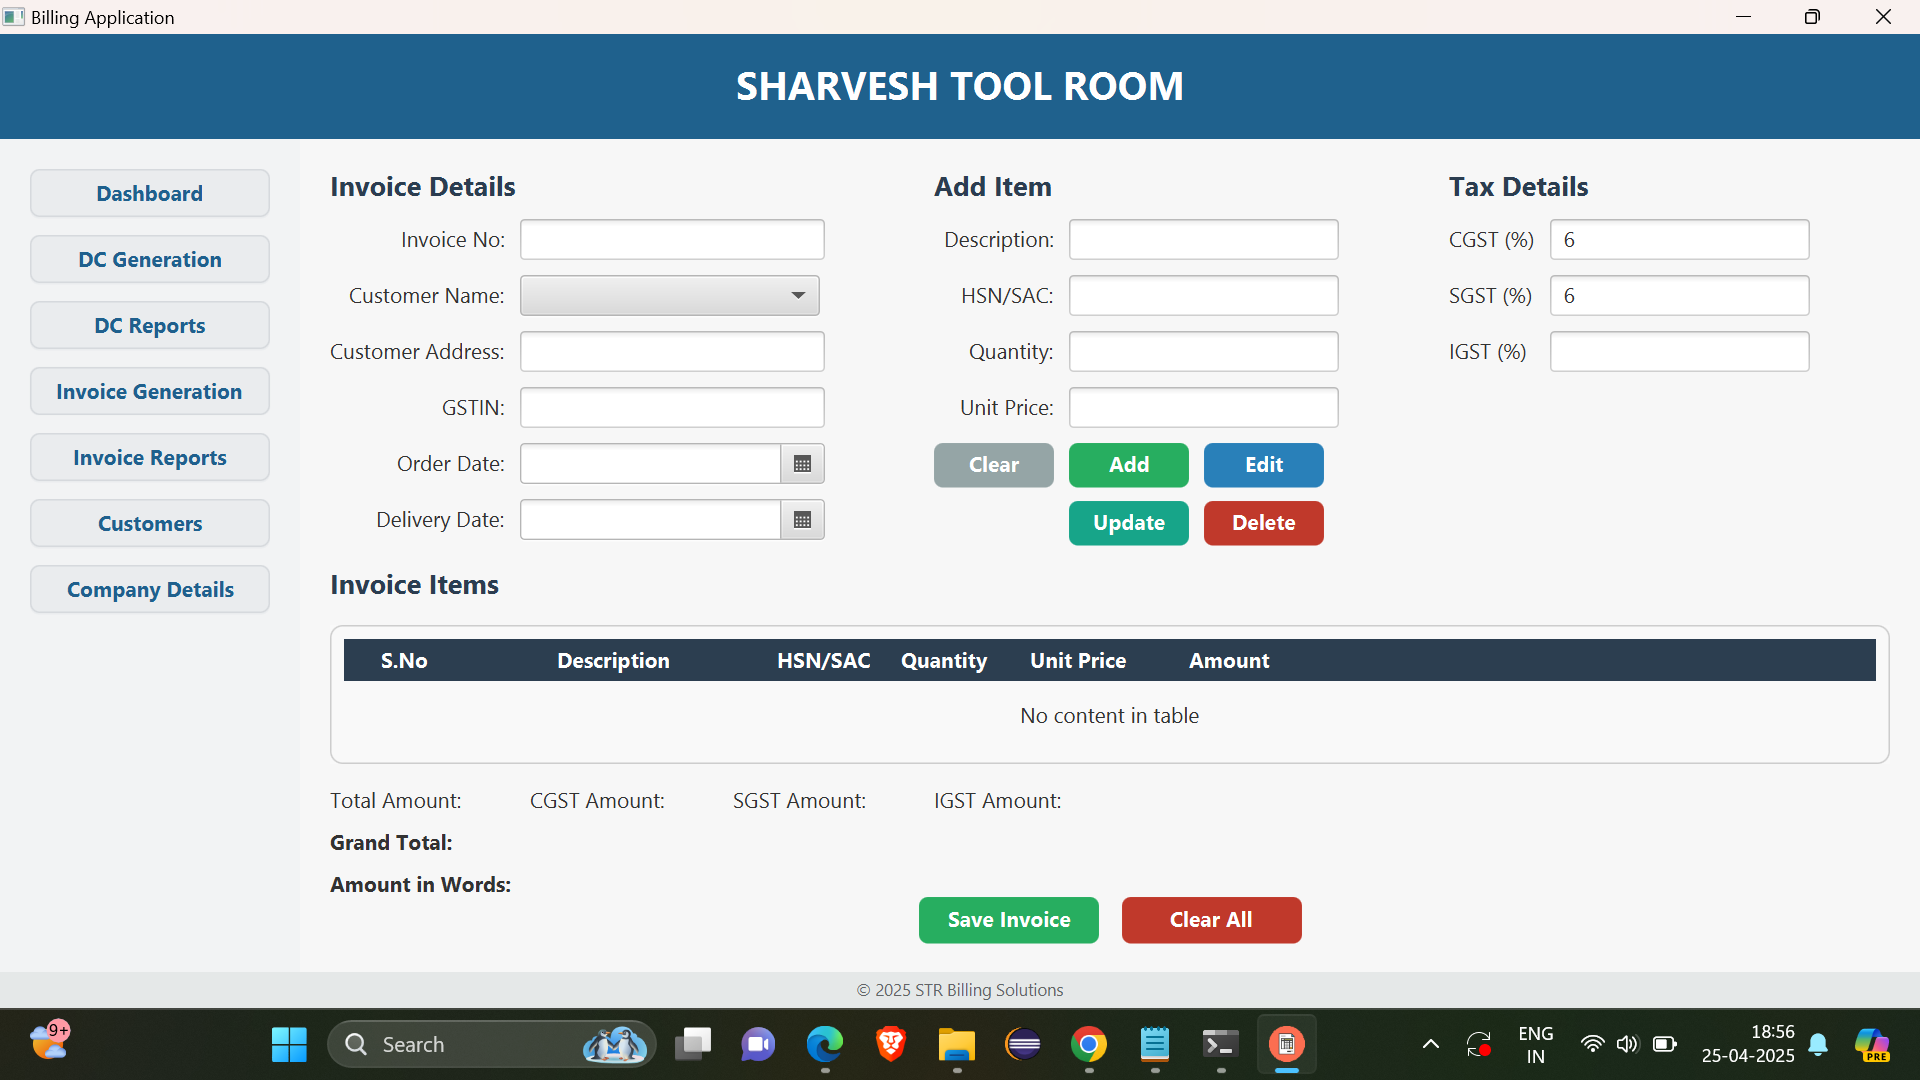 Billing Application
SHARVESH TOOL ROOM
Dashboard
DC Generation
DC Reports
Invoice Generation
Invoice Reports
Customers
Company Details
Invoice Details
Invoice No:
Customer Name:
Customer Address:
GSTIN:
Order Date:
Delivery Date:
Add Item
Description:
HSN/SAC:
Quantity:
Unit Price:
Clear Add Edit
Update Delete
Tax Details
CGST (%) 6
SGST (%) 6
IGST (%)
Invoice Items
S.No Description HSN/SAC Quantity Unit Price Amount
No content in table
Total Amount: CGST Amount: SGST Amount: IGST Amount:
Grand Total:
Amount in Words:
Save Invoice Clear All
© 2025 STR Billing Solutions
9+
Search
ENG
IN
18:56
25-04-2025
PRE